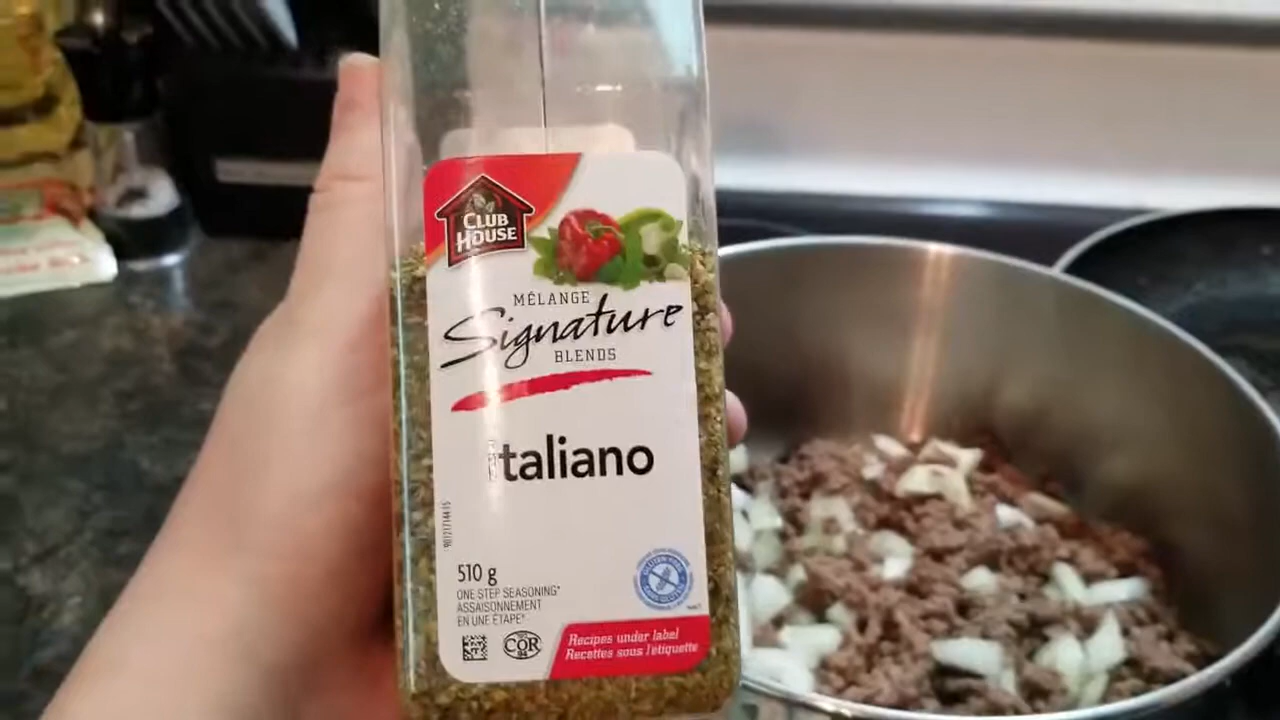 CLUB
HOUSE
MÉLANGE
Signature
BLENDS
italiano
510 g
ONE STEP SEASONING*
ASSAISONNEMENT
EN UNE ÉTAPE*
COR
Recipes under label
Recettes sous l'etiquette